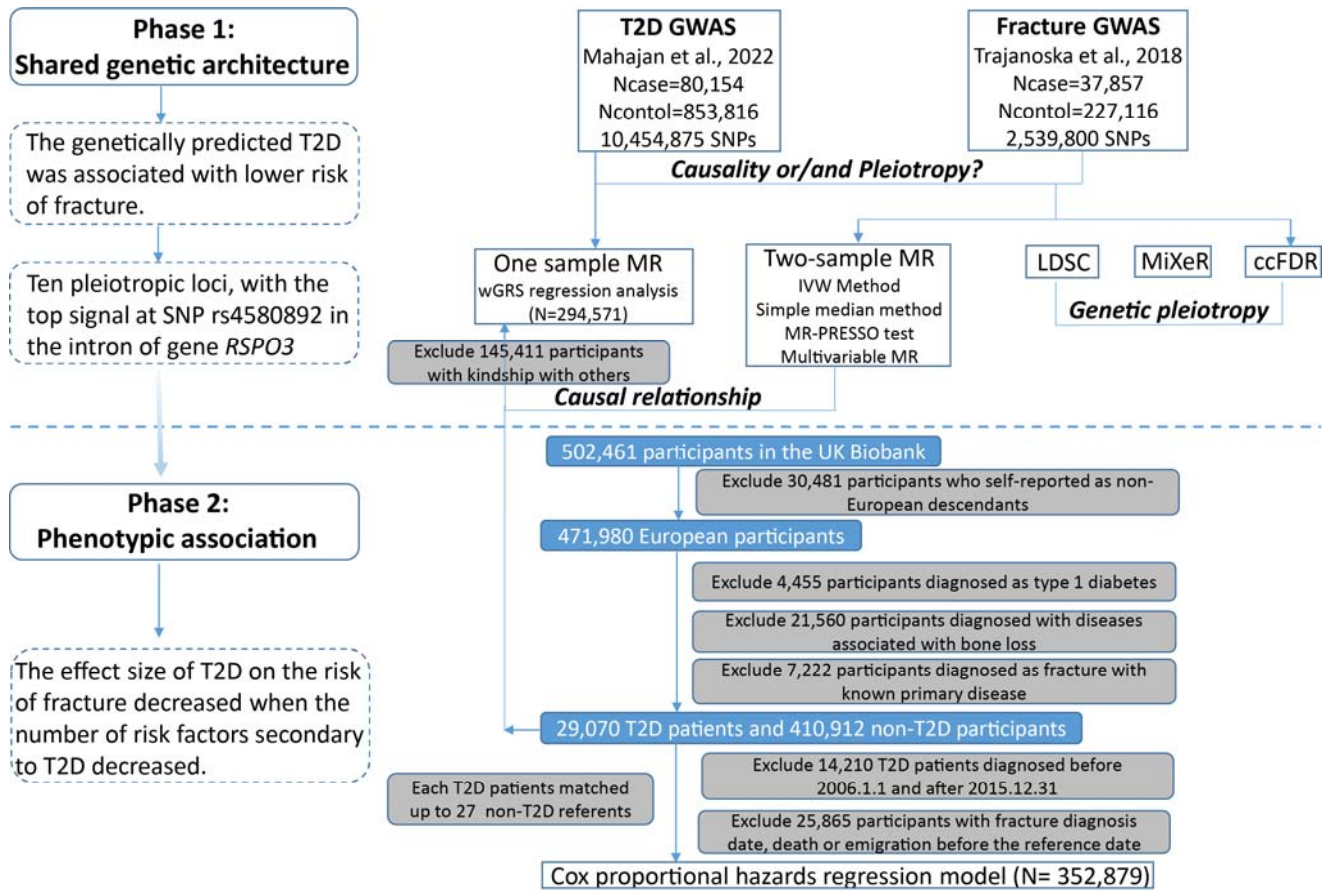 Phase 1:
Shared genetic architecture
The genetically predicted T2D
was associated with lower risk
of fracture.
Ten pleiotropic loci, with the
top signal at SNP rs4580892 in
the intron of gene RSPO3
T2D GWAS
Mahajan et al., 2022
Ncase=80,154
Ncontol=853,816
10,454,875 SNPs
Fracture GWAS
Trajanoska et al., 2018
Ncase=37,857
Ncontol=227,116
2,539,800 SNPs
Causality or/and Pleiotropy?
One sample MR
wGRS regression analysis
(N=294,571)
Two-sample MR
IVW Method
Simple median method
MR-PRESSO test
Multivariable MR
LDSC
MiXeR
ccFDR
Genetic pleiotropy
Exclude 145,411 participants
with kindship with others
Causal relationship
Phase 2:
Phenotypic association
The effect size of T2D on the risk
of fracture decreased when the
number of risk factors secondary
to T2D decreased.
502,461 participants in the UK Biobank
Exclude 30,481 participants who self-reported as non-
European descendants
471,980 European participants
Exclude 4,455 participants diagnosed as type 1 diabetes
Exclude 21,560 participants diagnosed with diseases
associated with bone loss
Exclude 7,222 participants diagnosed as fracture with
known primary disease
29,070 T2D patients and 410,912 non-T2D participants
Each T2D patients matched
up to 27 non-T2D referents
Exclude 14,210 T2D patients diagnosed before
2006.1.1 and after 2015.12.31
Exclude 25,865 participants with fracture diagnosis
date, death or emigration before the reference date
Cox proportional hazards regression model (N= 352,879)